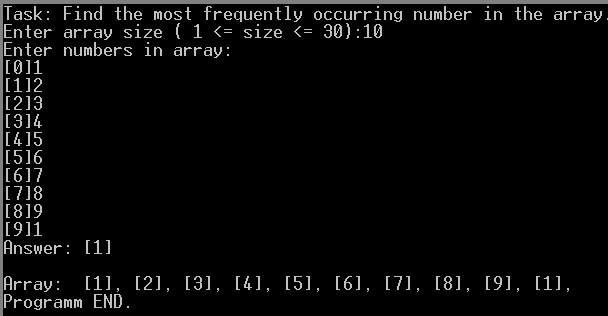 Task: Find the most frequently occurring number in the array.
Enter array size ( 1 <= size <= 30):10
Enter numbers in array:
[0]1
[1]2
[2]3
[3]4
[4]5
[5]6
[6]7
[7]8
[8]9
[9]1
Answer: [1]
Array:  [1], [2], [3], [4], [5], [6], [7], [8], [9], [1],
Programm END.